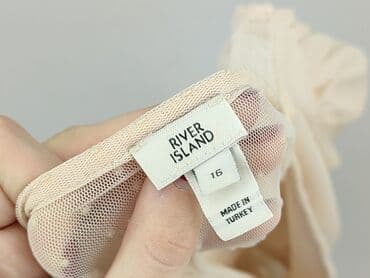 RIVER
ISLAND
16
MADE IN
TURKEY